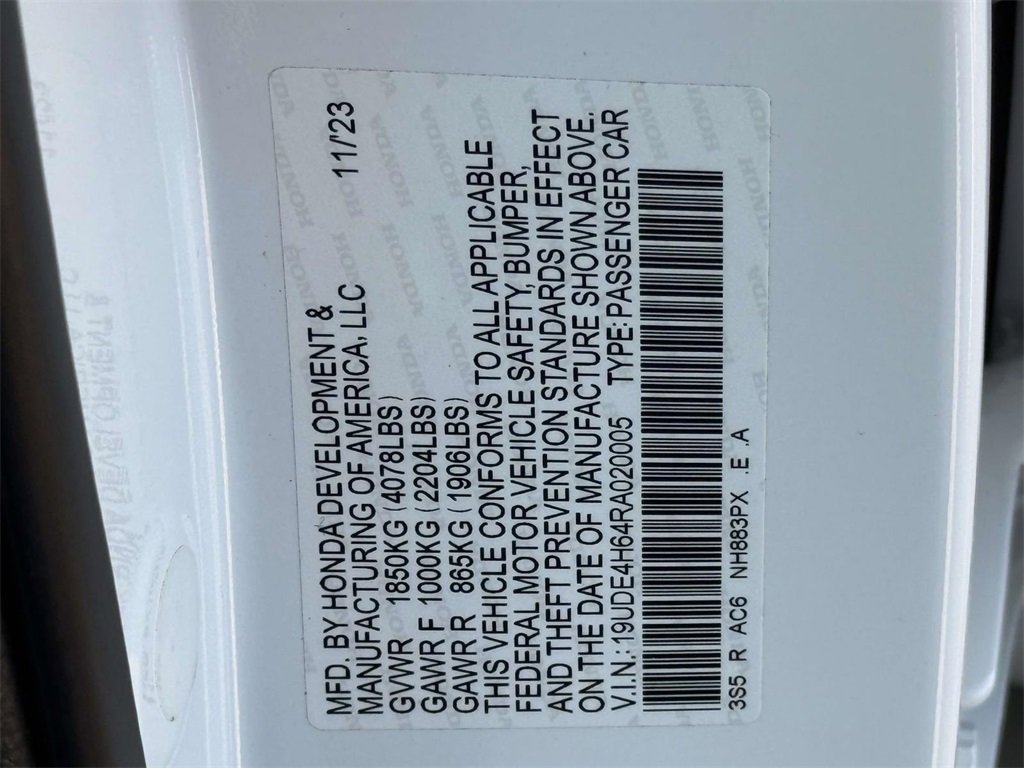 MFD. BY HONDA DEVELOPMENT &
MANUFACTURING OF AMERICA, LLC 11/23
GVWR 1850KG (4078LBS)
GAWR F 1000KG (2204LBS)
GAWR R 865KG (1906LBS)
THIS VEHICLE CONFORMS TO ALL APPLICABLE
FEDERAL MOTOR VEHICLE SAFETY, BUMPER,
AND THEFT PREVENTION STANDARDS IN EFFECT
ON THE DATE OF MANUFACTURE SHOWN ABOVE.
V.I.N.: 19UDE4H64RA020005 TYPE: PASSENGER CAR
3S5 R AC6 NH883PX .E .A
HONDA